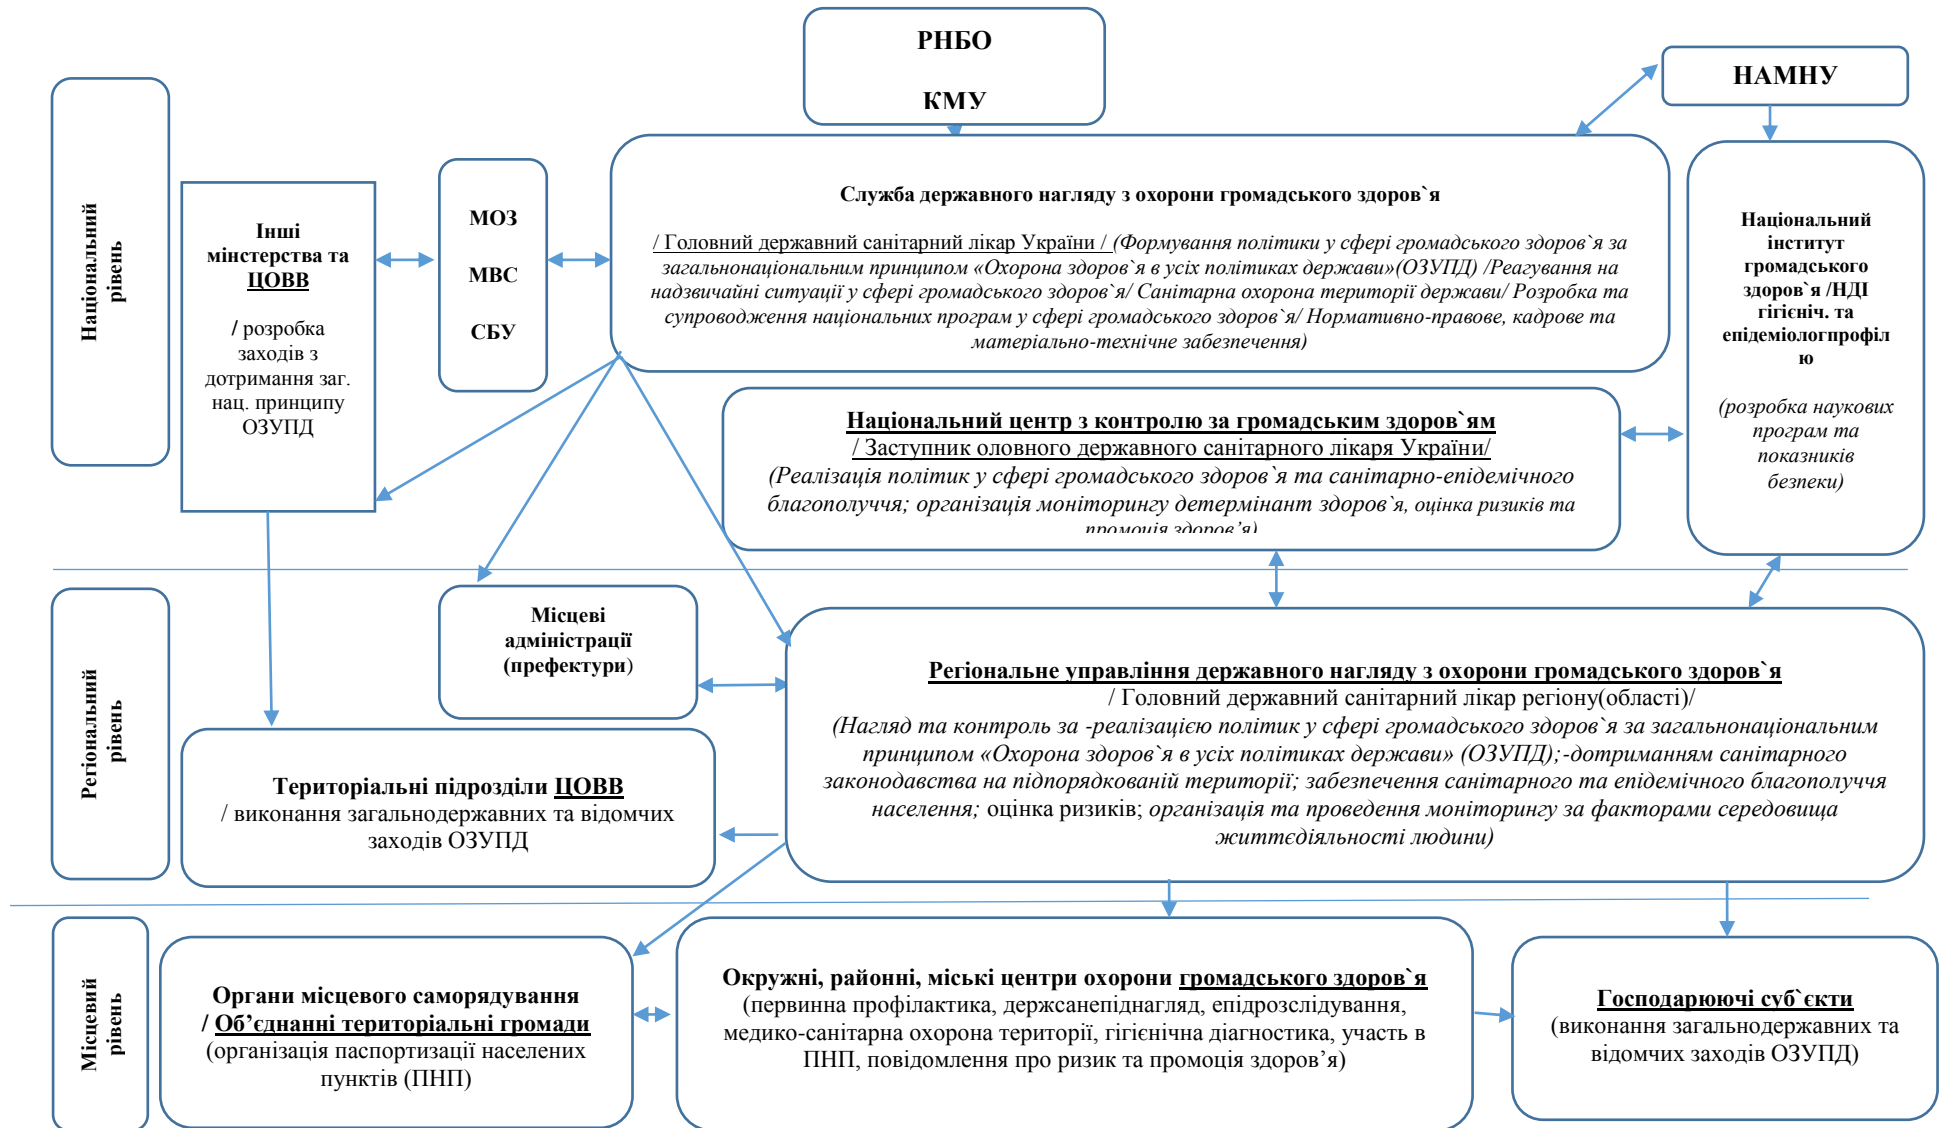 РНБО
КМУ
НАМНУ
Національний
рівень
Інші
мінстерства та
ЦОВВ
/ розробка
заходів з
дотримання заг.
нац. принципу
ОЗУПД
МОЗ
МВС
СБУ
Служба державного нагляду з охорони громадського здоров`я
/ Головний державний санітарний лікар України / (Формування політики у сфері громадського здоров`я за
загальнонаціональним принципом «Охорона здоров`я в усіх політиках держави»(ОЗУПД) /Реагування на
надзвичайні ситуації у сфері громадського здоров`я/ Санітарна охорона території держави/ Розробка та
супроводження національних програм у сфері громадського здоров`я/ Нормативно-правове, кадрове та
матеріально-технічне забезпечення)
Національний
інститут
громадського
здоров`я /НДІ
гігієніч. та
епідеміологпрофіл
ю
(розробка наукових
програм та
показників
безпеки)
Національний центр з контролю за громадським здоров`ям
/ Заступник оловного державного санітарного лікаря України/
(Реалізація політик у сфері громадського здоров`я та санітарно-епідемічного
благополуччя; організація моніторингу детермінант здоров`я, оцінка ризиків та
промоція здоров’я)
Регіональний
рівень
Місцеві
адміністрації
(префектури)
Регіональне управління державного нагляду з охорони громадського здоров`я
/ Головний державний санітарний лікар регіону(області)/
(Нагляд та контроль за -реалізацією політик у сфері громадського здоров`я за загальнонаціональним
принципом «Охорона здоров`я в усіх політиках держави» (ОЗУПД);-дотриманням санітарного
законодавства на підпорядкованій території; забезпечення санітарного та епідемічного благополуччя
населення; оцінка ризиків; організація та проведення моніторингу за факторами середовища
життєдіяльності людини)
Територіальні підрозділи ЦОВВ
/ виконання загальнодержавних та відомчих
заходів ОЗУПД
Місцевий
рівень
Органи місцевого саморядування
/ Об’єднанні територіальні громади
(організація паспортизації населених
пунктів (ПНП)
Окружні, районні, міські центри охорони громадського здоров`я
(первинна профілактика, держсанепіднагляд, епідрозслідування,
медико-санітарна охорона території, гігієнічна діагностика, участь в
ПНП, повідомлення про ризик та промоція здоров’я)
Господарюючі суб`єкти
(виконання загальнодержавних та
відомчих заходів ОЗУПД)